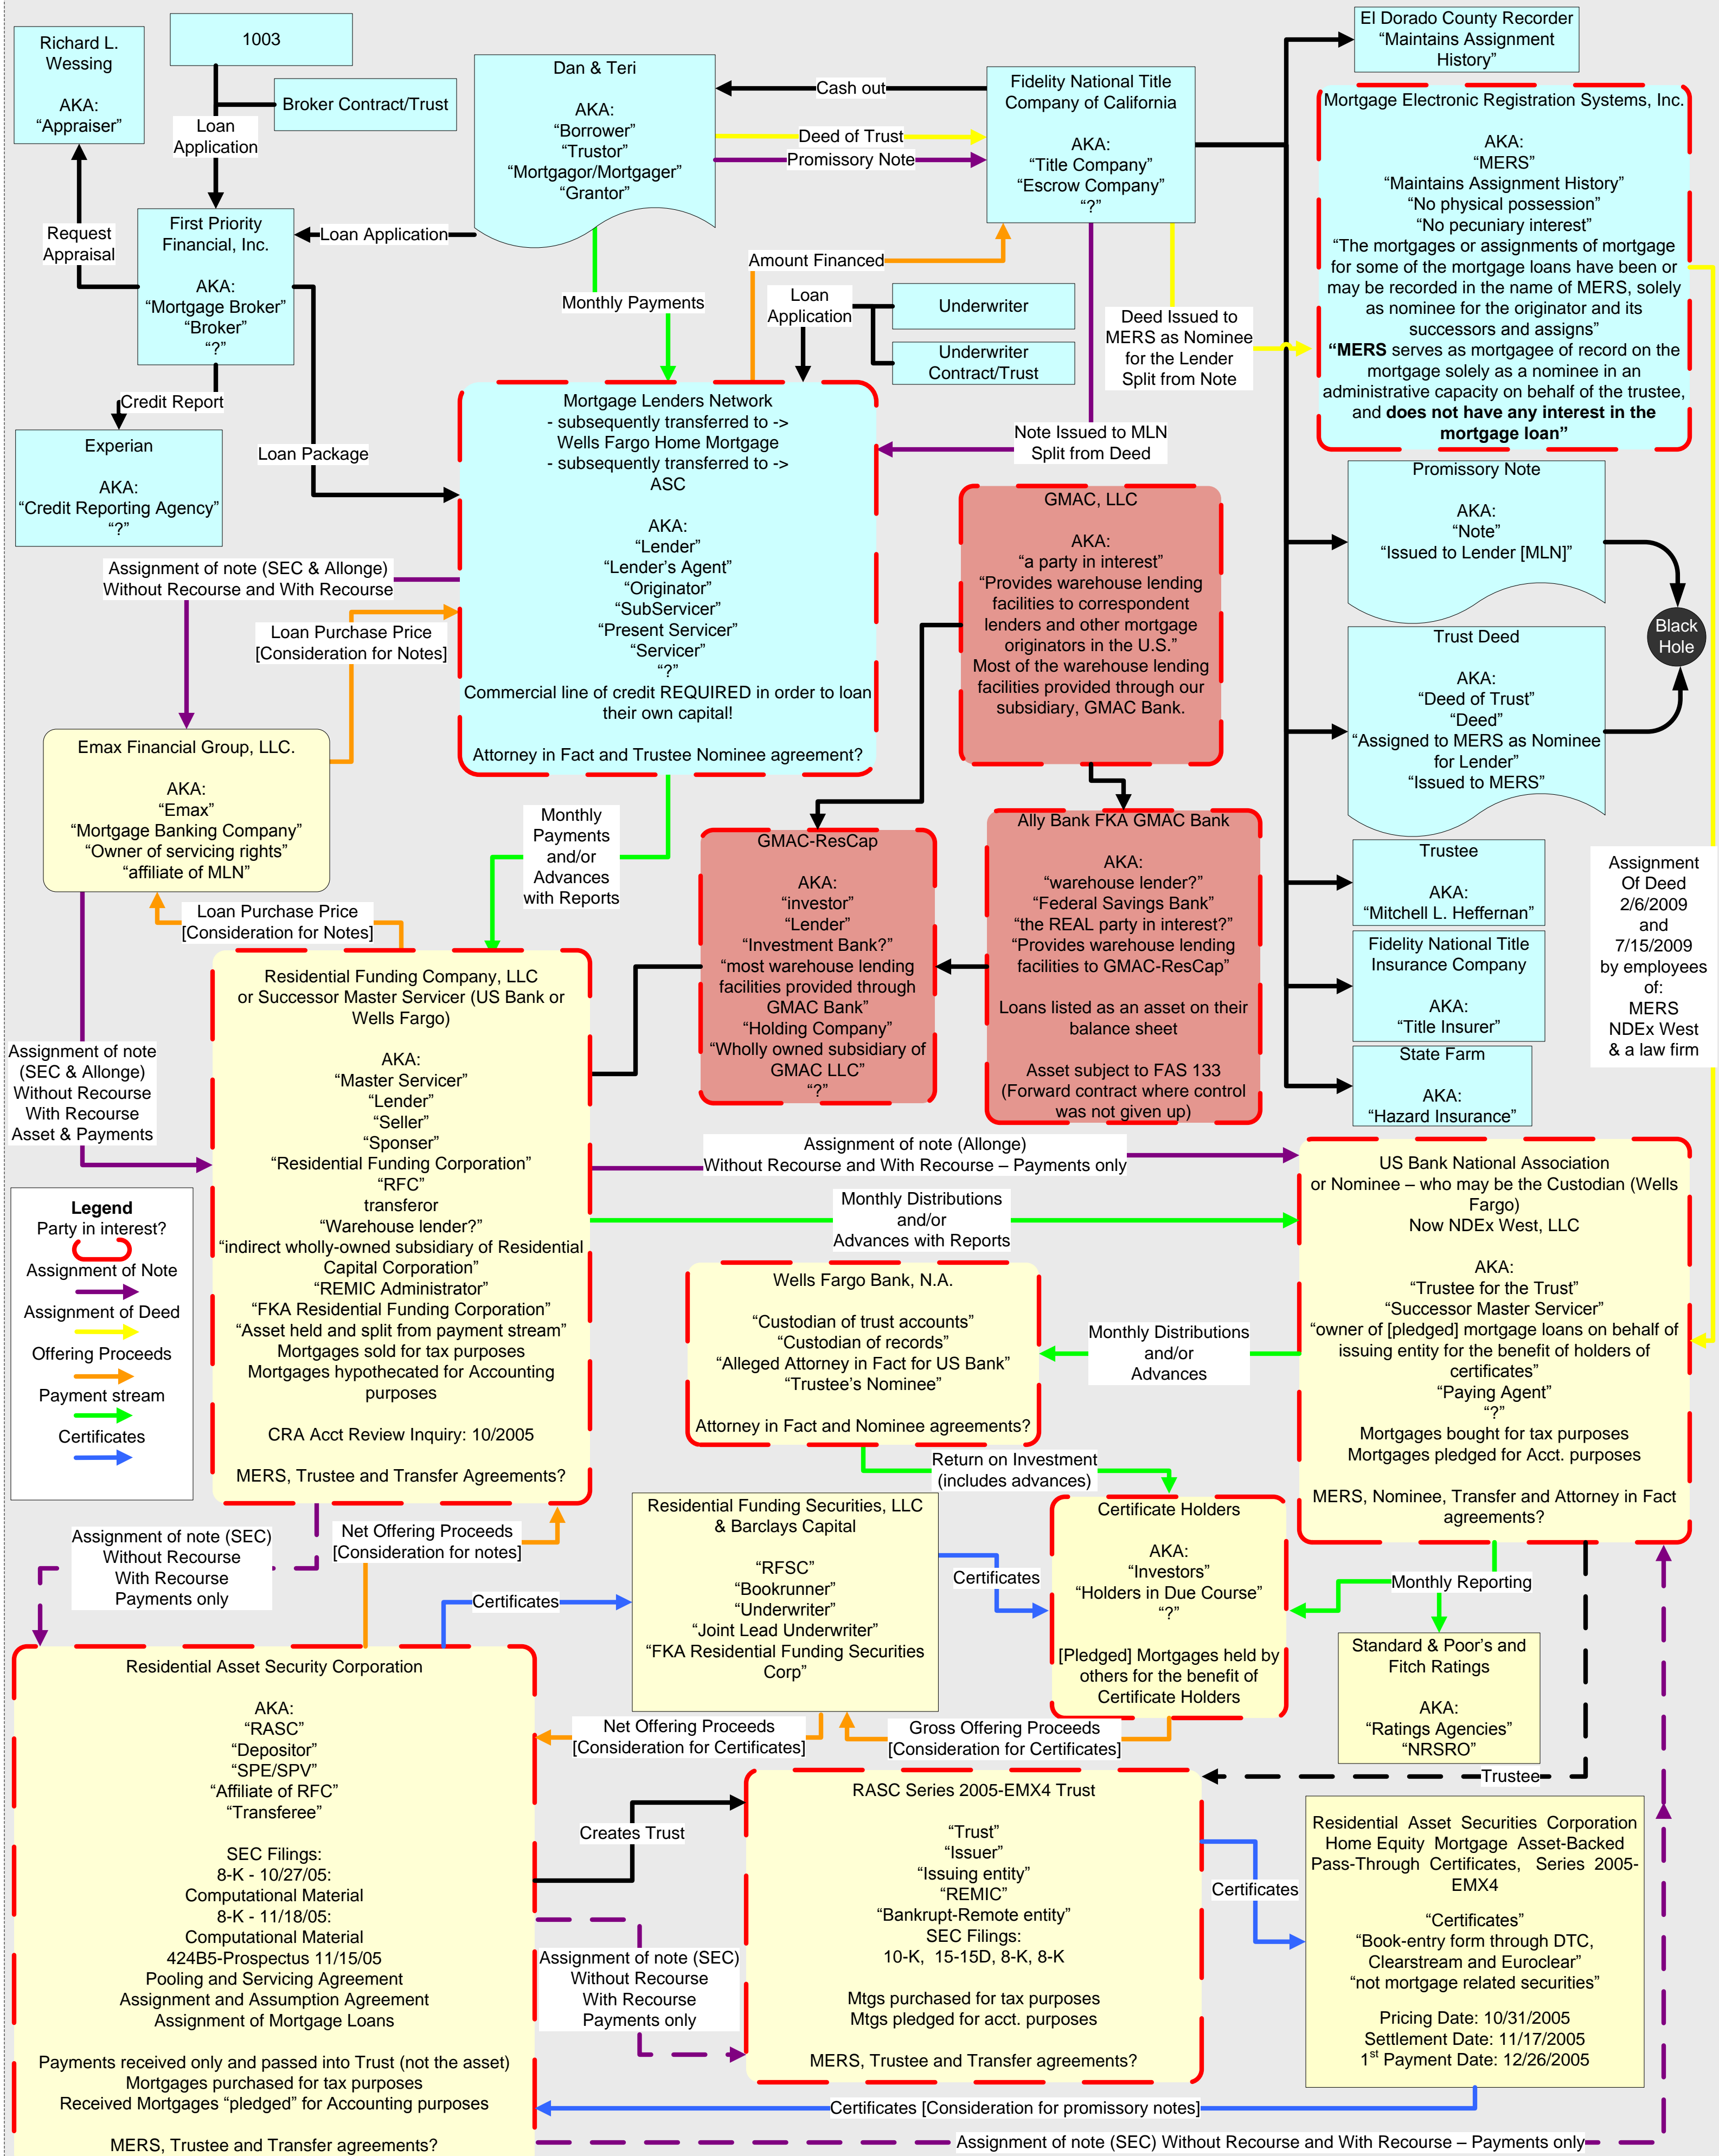 Richard L.
Wessing
AKA:
“Appraiser”
1003
Broker Contract/Trust
Loan
Application
Request
Appraisal
First Priority
Financial, Inc.
AKA:
“Mortgage Broker”
“Broker”
“?”
Loan Application
Dan & Teri
AKA:
“Borrower”
“Trustor”
“Mortgagor/Mortgager”
“Grantor”
Cash out
Deed of Trust
Promissory Note
Fidelity National Title
Company of California
AKA:
“Title Company”
“Escrow Company”
“?”
El Dorado County Recorder
“Maintains Assignment
History”
Mortgage Electronic Registration Systems, Inc.
AKA:
“MERS”
“Maintains Assignment History”
“No physical possession”
“No pecuniary interest”
“The mortgages or assignments of mortgage
for some of the mortgage loans have been or
may be recorded in the name of MERS, solely
as nominee for the originator and its
successors and assigns”
“MERS serves as mortgagee of record on the
mortgage solely as a nominee in an
administrative capacity on behalf of the trustee,
and does not have any interest in the
mortgage loan”
Monthly Payments
Amount Financed
Loan
Application
Underwriter
Underwriter
Contract/Trust
Deed Issued to
MERS as Nominee
for the Lender
Split from Note
Credit Report
Experian
AKA:
“Credit Reporting Agency”
“?”
Loan Package
Mortgage Lenders Network
- subsequently transferred to ->
Wells Fargo Home Mortgage
- subsequently transferred to ->
ASC
AKA:
“Lender”
“Lender’s Agent”
“Originator”
“SubServicer”
“Present Servicer”
“Servicer”
“?”
Commercial line of credit REQUIRED in order to loan
their own capital!
Attorney in Fact and Trustee Nominee agreement?
Note Issued to MLN
Split from Deed
GMAC, LLC
AKA:
“a party in interest”
“Provides warehouse lending
facilities to correspondent
lenders and other mortgage
originators in the U.S.”
Most of the warehouse lending
facilities provided through our
subsidiary, GMAC Bank.
Promissory Note
AKA:
“Note”
“Issued to Lender [MLN]”
Black
Hole
Trust Deed
AKA:
“Deed of Trust”
“Deed”
“Assigned to MERS as Nominee
for Lender”
“Issued to MERS”
Assignment of note (SEC & Allonge)
Without Recourse and With Recourse
Loan Purchase Price
[Consideration for Notes]
Emax Financial Group, LLC.
AKA:
“Emax”
“Mortgage Banking Company”
“Owner of servicing rights”
“affiliate of MLN”
Monthly
Payments
and/or
Advances
with Reports
GMAC-ResCap
AKA:
“investor”
“Lender”
“Investment Bank?”
“most warehouse lending
facilities provided through
GMAC Bank”
“Holding Company”
“Wholly owned subsidiary of
GMAC LLC”
“?”
Ally Bank FKA GMAC Bank
AKA:
“warehouse lender?”
“Federal Savings Bank”
“the REAL party in interest?”
“Provides warehouse lending
facilities to GMAC-ResCap”
Loans listed as an asset on their
balance sheet
Asset subject to FAS 133
(Forward contract where control
was not given up)
Trustee
AKA:
“Mitchell L. Heffernan”
Fidelity National Title
Insurance Company
AKA:
“Title Insurer”
State Farm
AKA:
“Hazard Insurance”
Assignment
Of Deed
2/6/2009
and
7/15/2009
by employees
of:
MERS
NDEx West
& a law firm
Loan Purchase Price
[Consideration for Notes]
Assignment of note
(SEC & Allonge)
Without Recourse
With Recourse
Asset & Payments
Residential Funding Company, LLC
or Successor Master Servicer (US Bank or
Wells Fargo)
AKA:
“Master Servicer”
“Lender”
“Seller”
“Sponser”
“Residential Funding Corporation”
“RFC”
transferor
“Warehouse lender?”
“indirect wholly-owned subsidiary of Residential
Capital Corporation”
“REMIC Administrator”
“FKA Residential Funding Corporation”
“Asset held and split from payment stream”
Mortgages sold for tax purposes
Mortgages hypothecated for Accounting
purposes
CRA Acct Review Inquiry: 10/2005
MERS, Trustee and Transfer Agreements?
Assignment of note (Allonge)
Without Recourse and With Recourse – Payments only
Monthly Distributions
and/or
Advances with Reports
US Bank National Association
or Nominee – who may be the Custodian (Wells
Fargo)
Now NDEx West, LLC
AKA:
“Trustee for the Trust”
“Successor Master Servicer”
“owner of [pledged] mortgage loans on behalf of
issuing entity for the benefit of holders of
certificates”
“Paying Agent”
“?”
Mortgages bought for tax purposes
Mortgages pledged for Acct. purposes
MERS, Nominee, Transfer and Attorney in Fact
agreements?
Legend
Party in interest?
Assignment of Note
Assignment of Deed
Offering Proceeds
Payment stream
Certificates
Wells Fargo Bank, N.A.
“Custodian of trust accounts”
“Custodian of records”
“Alleged Attorney in Fact for US Bank”
“Trustee’s Nominee”
Attorney in Fact and Nominee agreements?
Monthly Distributions
and/or
Advances
Return on Investment
(includes advances)
Assignment of note (SEC)
Without Recourse
With Recourse
Payments only
Net Offering Proceeds
[Consideration for notes]
Certificates
Residential Funding Securities, LLC
& Barclays Capital
“RFSC”
“Bookrunner”
“Underwriter”
“Joint Lead Underwriter”
“FKA Residential Funding Securities
Corp”
Certificates
Certificate Holders
AKA:
“Investors”
“Holders in Due Course”
“?”
[Pledged] Mortgages held by
others for the benefit of
Certificate Holders
Monthly Reporting
Standard & Poor’s and
Fitch Ratings
AKA:
“Ratings Agencies”
“NRSRO”
Net Offering Proceeds
[Consideration for Certificates]
Gross Offering Proceeds
[Consideration for Certificates]
Trustee
Residential Asset Security Corporation
AKA:
“RASC”
“Depositor”
“SPE/SPV”
“Affiliate of RFC”
“Transferee”
SEC Filings:
8-K - 10/27/05:
Computational Material
8-K - 11/18/05:
Computational Material
424B5-Prospectus 11/15/05
Pooling and Servicing Agreement
Assignment and Assumption Agreement
Assignment of Mortgage Loans
Payments received only and passed into Trust (not the asset)
Mortgages purchased for tax purposes
Received Mortgages “pledged” for Accounting purposes
MERS, Trustee and Transfer agreements?
Creates Trust
Assignment of note (SEC)
Without Recourse
With Recourse
Payments only
RASC Series 2005-EMX4 Trust
“Trust”
“Issuer”
“Issuing entity”
“REMIC”
“Bankrupt-Remote entity”
SEC Filings:
10-K, 15-15D, 8-K, 8-K
Mtgs purchased for tax purposes
Mtgs pledged for acct. purposes
MERS, Trustee and Transfer agreements?
Certificates
Residential Asset Securities Corporation
Home Equity Mortgage Asset-Backed
Pass-Through Certificates, Series 2005-
EMX4
“Certificates”
“Book-entry form through DTC,
Clearstream and Euroclear”
“not mortgage related securities”
Pricing Date: 10/31/2005
Settlement Date: 11/17/2005
1st Payment Date: 12/26/2005
Certificates [Consideration for promissory notes]
Assignment of note (SEC) Without Recourse and With Recourse – Payments only